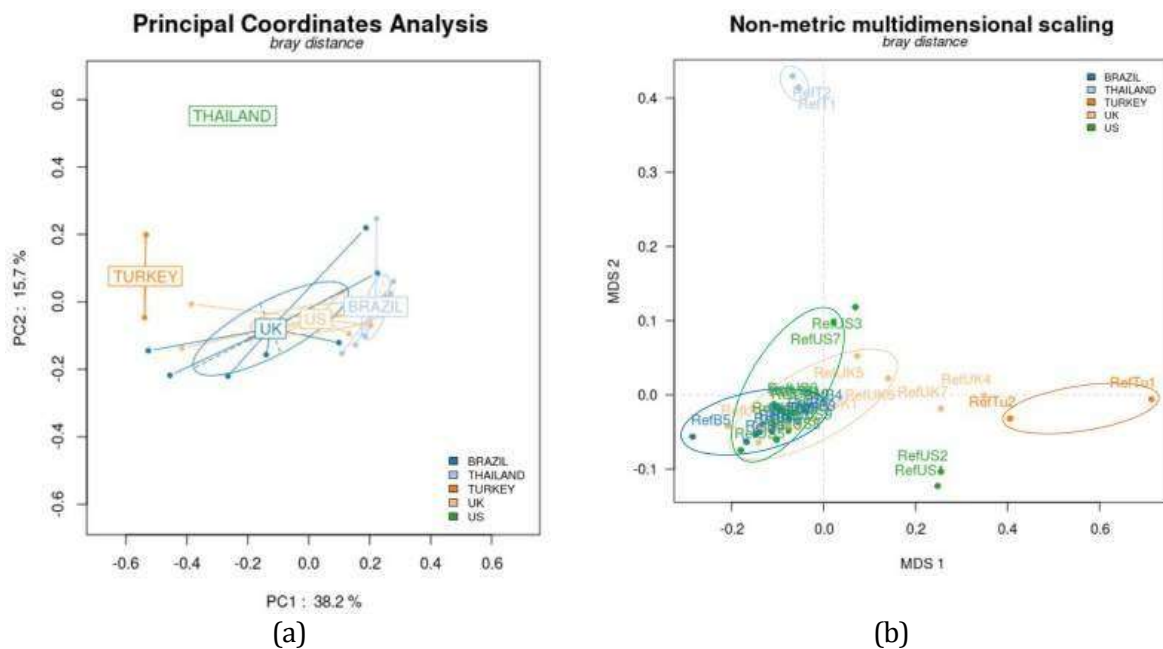 Principal Coordinates Analysis
bray distance
0.6
0.4
0.2
0.0
-0.2
-0.4
-0.6
PC2 : 15.7 %
THAILAND
TURKEY
UK
US
BRAZIL
BRAZIL
THAILAND
TURKEY
UK
US
-0.6
-0.4
-0.2
0.0
0.2
0.4
0.6
PC1 : 38.2 %
(a)
Non-metric multidimensional scaling
bray distance
0.4
0.3
0.2
0.1
0.0
-0.1
MDS 2
BRAZIL
THAILAND
TURKEY
UK
US
RefT2
RefT1
RefUS3
RefUS7
RefUK5
RefUK6
RefUK7
RefUK4
RefTu1
RefTu2
RefB5
RefUS2
-0.2
0.0
0.2
0.4
0.6
MDS 1
(b)